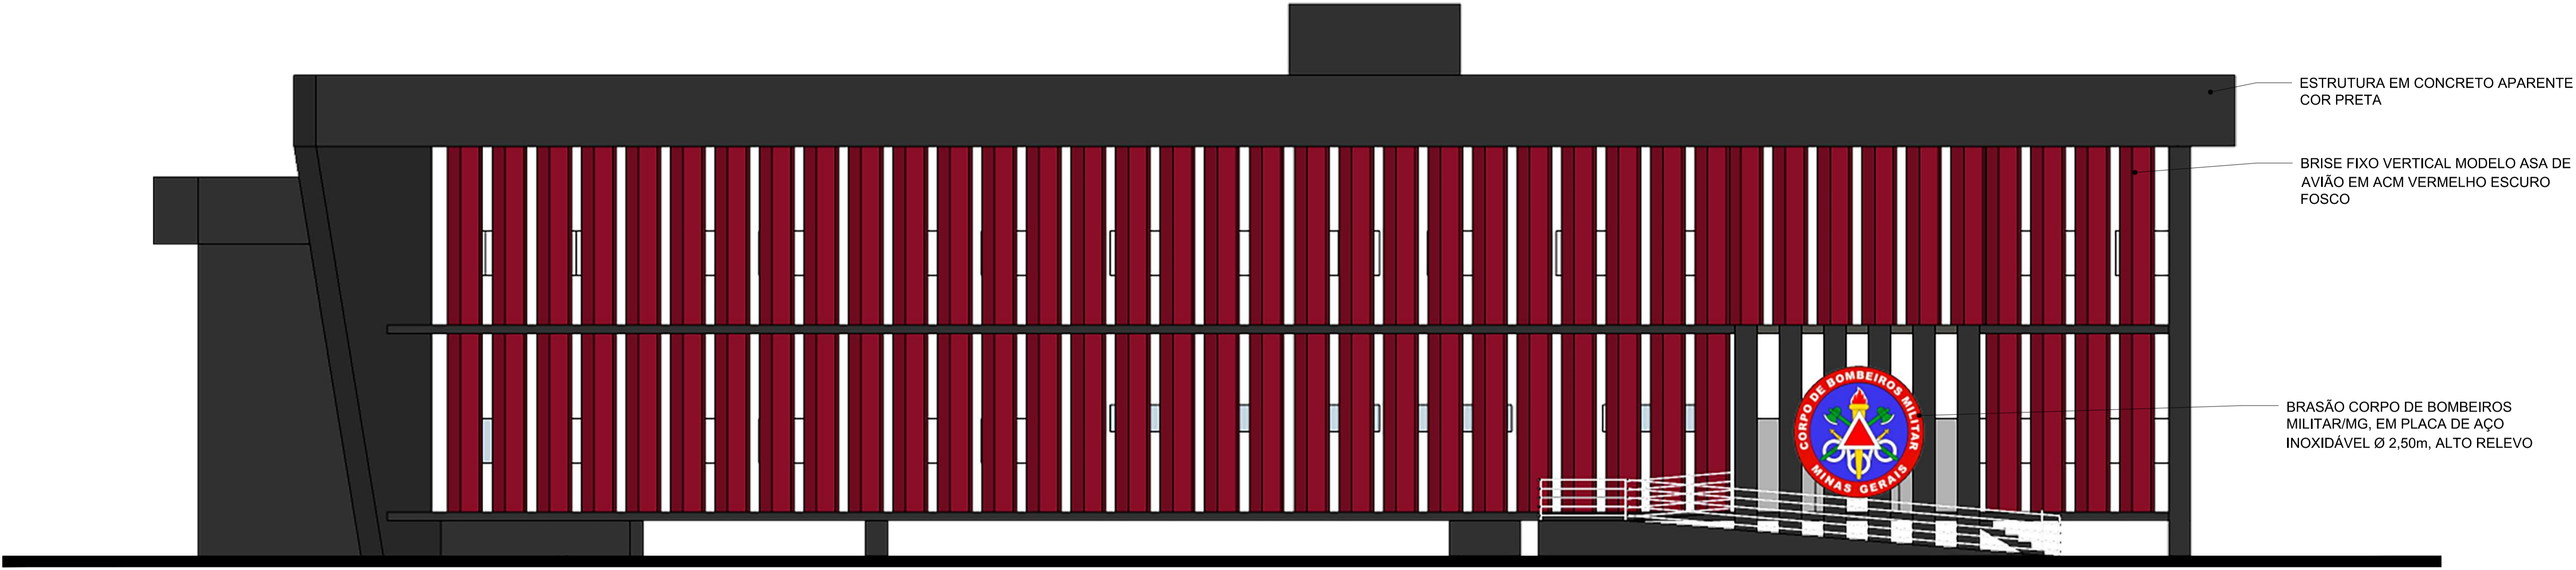 ESTRUTURA EM CONCRETO APARENTE
COR PRETA
BRISE FIXO VERTICAL MODELO ASA DE
AVIÃO EM ACM VERMELHO ESCURO
FOSCO
CORPO DE BOMBEIROS MILITAR
MINAS GERAIS
BRASÃO CORPO DE BOMBEIROS
MILITAR/MG, EM PLACA DE AÇO
INOXIDÁVEL Ø 2,50m, ALTO RELEVO